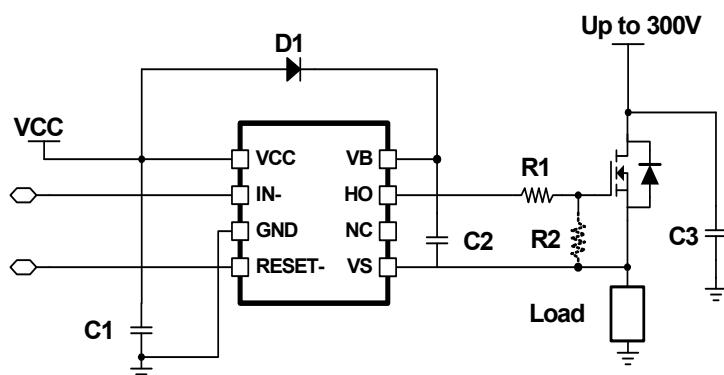 Up to 300V
D1
VCC
VCC
VB
R1
IN-
HO
GND
NC
C2
R2
C3
RESET-
VS
C1
Load